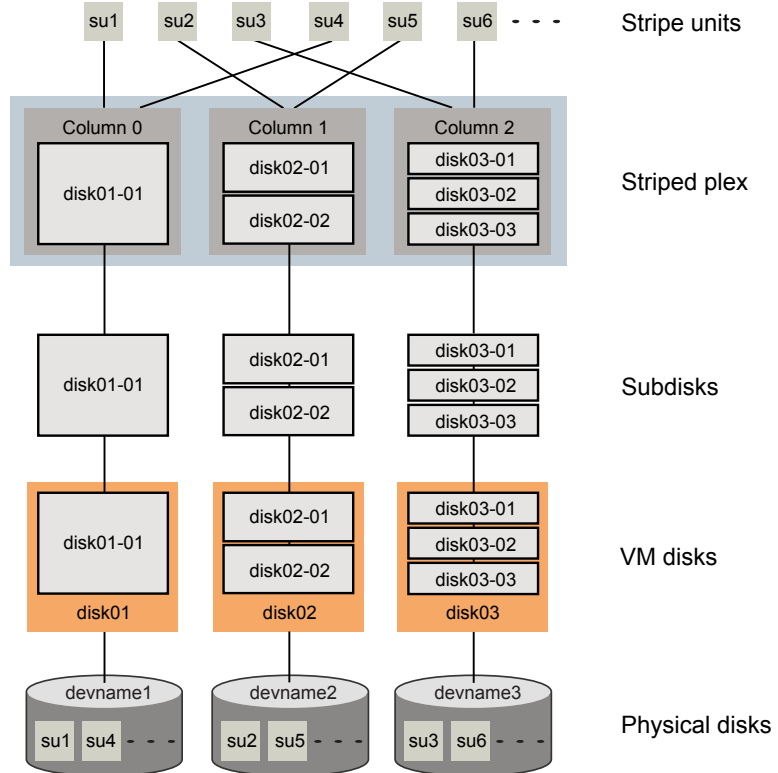 su1 su2 su3 su4 su5 su6 - - - - Stripe units
Column 0 Column 1 Column 2
disk01-01 disk02-01 disk03-01
disk02-02 disk03-02
disk03-03
Striped plex
disk01-01 disk02-01 disk03-01
disk02-02 disk03-02
disk03-03
Subdisks
disk01-01 disk02-01 disk03-01
disk02-02 disk03-02
disk03-03
VM disks
disk01 disk02 disk03
devname1 devname2 devname3
su1 su4 - - - - su2 su5 - - - - su3 su6 - - - -
Physical disks